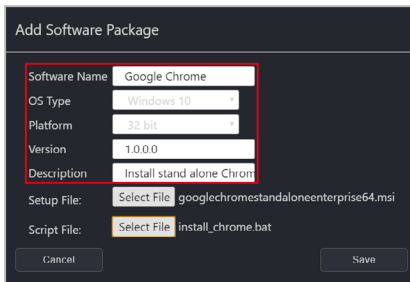 Add Software Package
Software Name Google Chrome
OS Type Windows 10
Platform 32 bit
Version 1.0.0.0
Description Install stand alone Chrom
Setup File: Select File googlechromestandaloneenterprise64.msi
Script File: Select File install_chrome.bat
Cancel Save